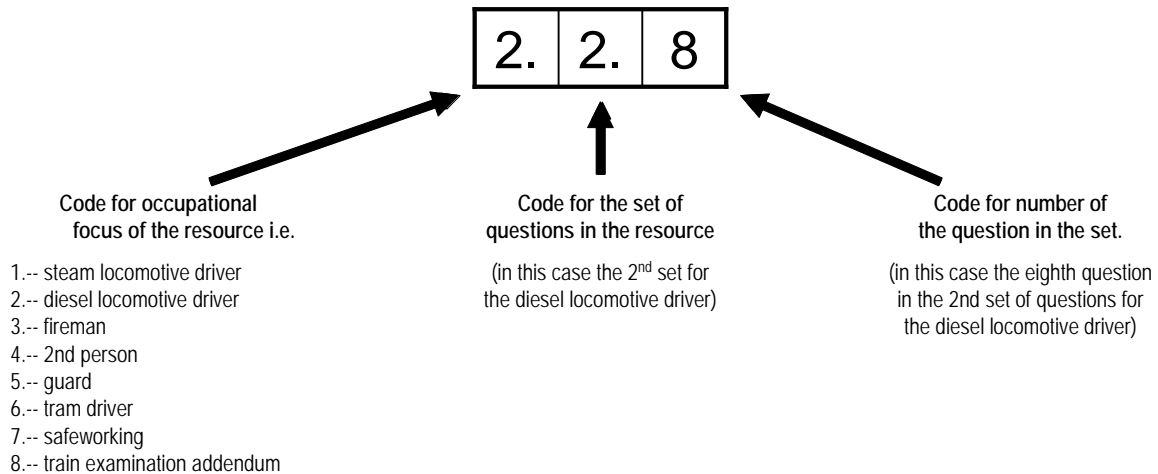 2. 2. 8
Code for occupational
focus of the resource i.e.
1.-- steam locomotive driver
2.-- diesel locomotive driver
3.-- fireman
4.-- 2nd person
5.-- guard
6.-- tram driver
7.-- safeworking
8.-- train examination addendum
Code for the set of
questions in the resource
(in this case the 2nd set for
the diesel locomotive driver)
Code for number of
the question in the set.
(in this case the eighth question
in the 2nd set of questions for
the diesel locomotive driver)